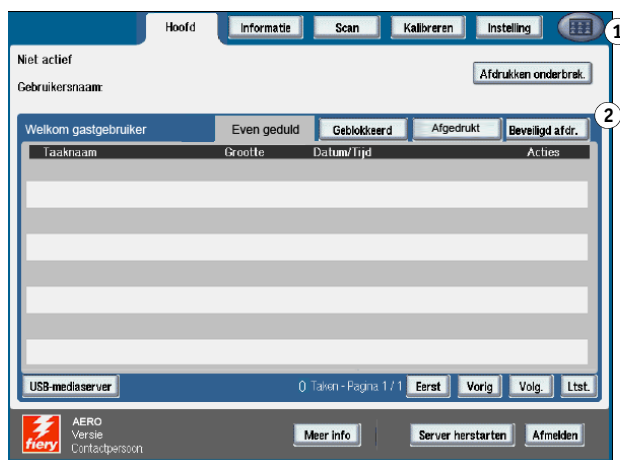 Hoofd Informatie Scan Kalibreren Instelling 1
Niet actief
Afdrukken onderbrek.
Gebruikersnaam:
2
Welkom gastgebruiker Even geduld Geblokkeerd Afgedrukt Beveiligd afdr.
Taaknaam Grootte Datum/Tijd Acties
USB-mediaserver 0 Taken - Pagina 1 / 1 Eerst Vorig Volg. Ltst.
AERO
fiery Versie Meer info Server herstarten Afmelden
Contactpersoon